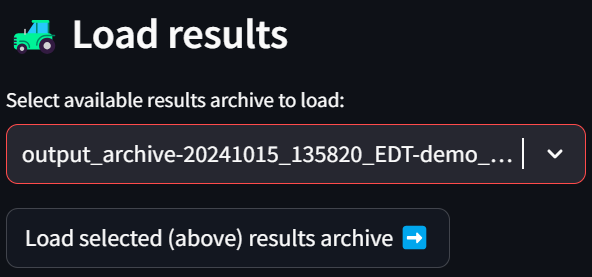 Load results
Select available results archive to load:
output_archive-20241015_135820_EDT-demo_...
Load selected (above) results archive